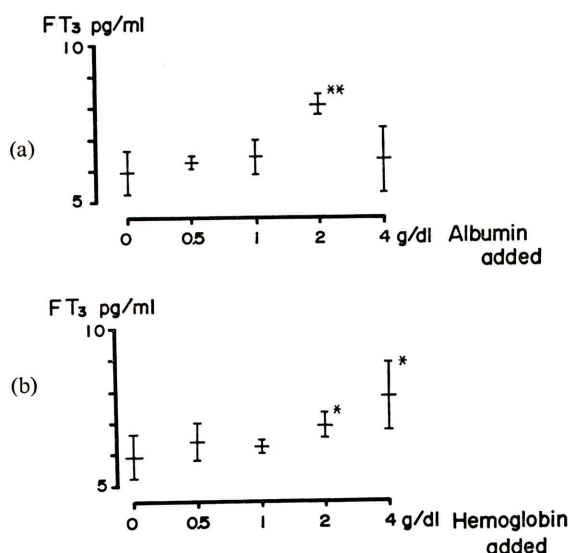 FT₃ pg/ml
10
**
(a)
5
0 0.5 1 2 4 g/dl Albumin
added
FT₃ pg/ml
10
*
(b)
*
5
0 0.5 1 2 4 g/dl Hemoglobin
added